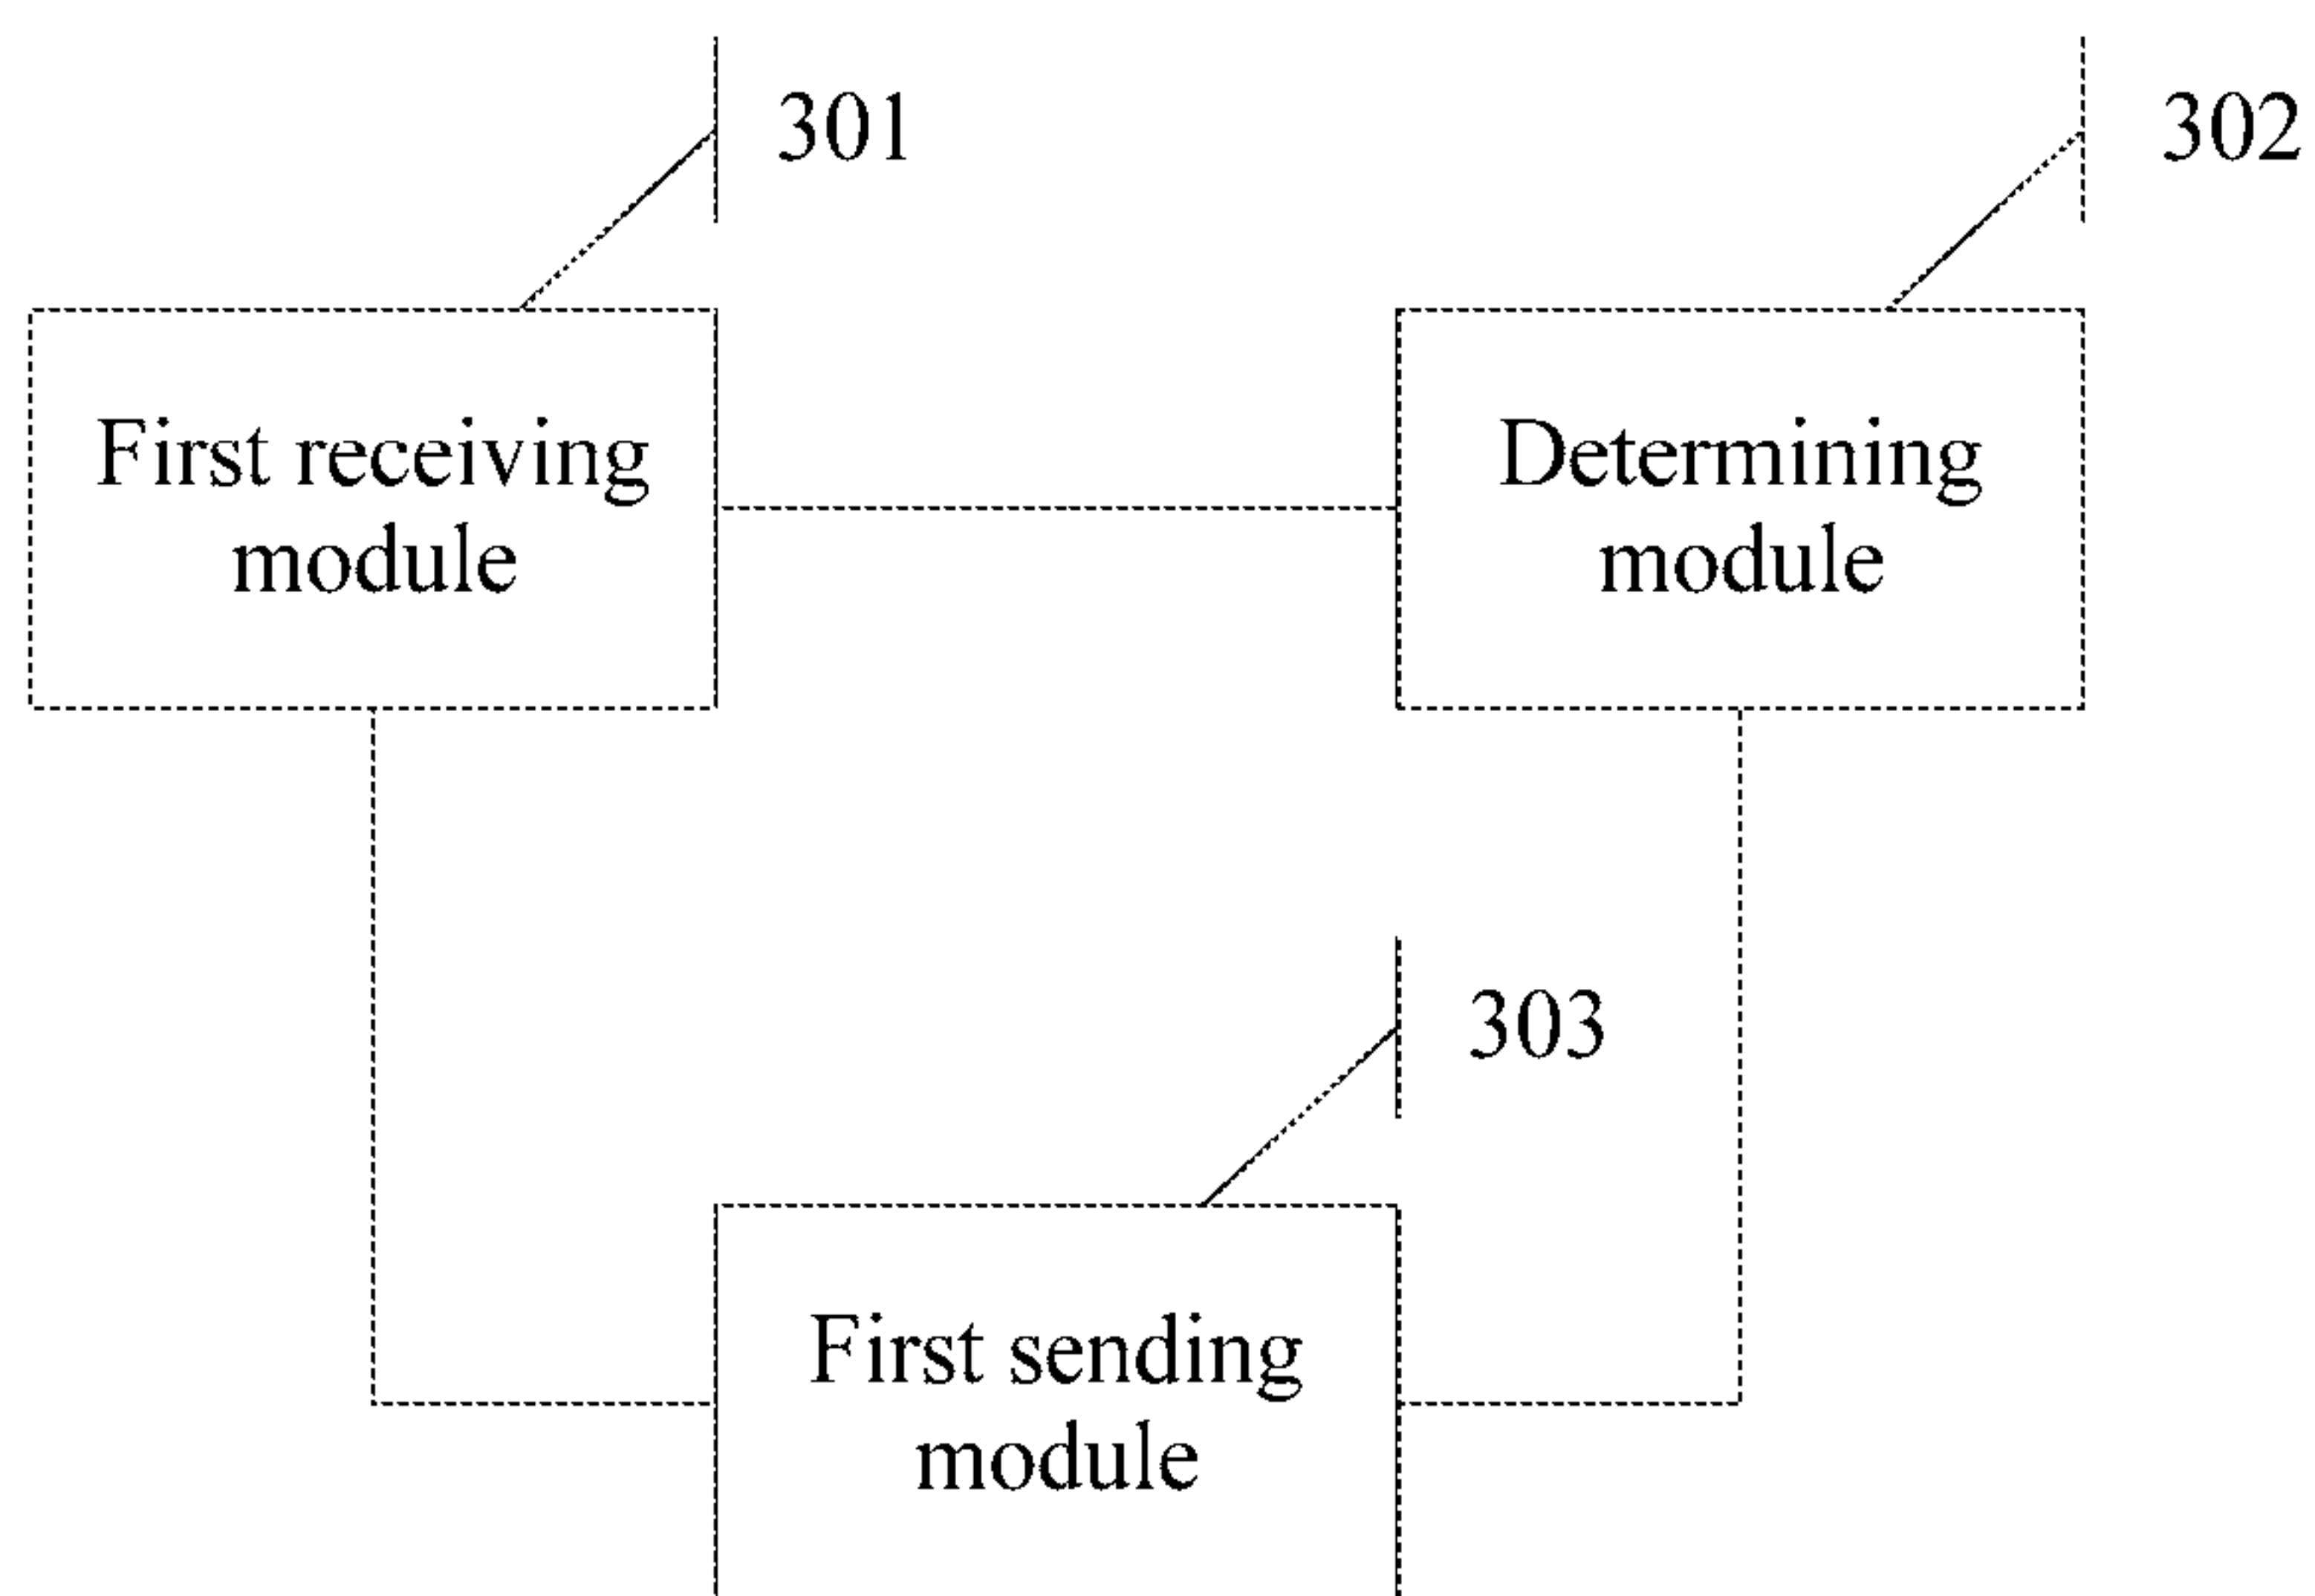 301
302
First receiving
module
Determining
module
303
First sending
module